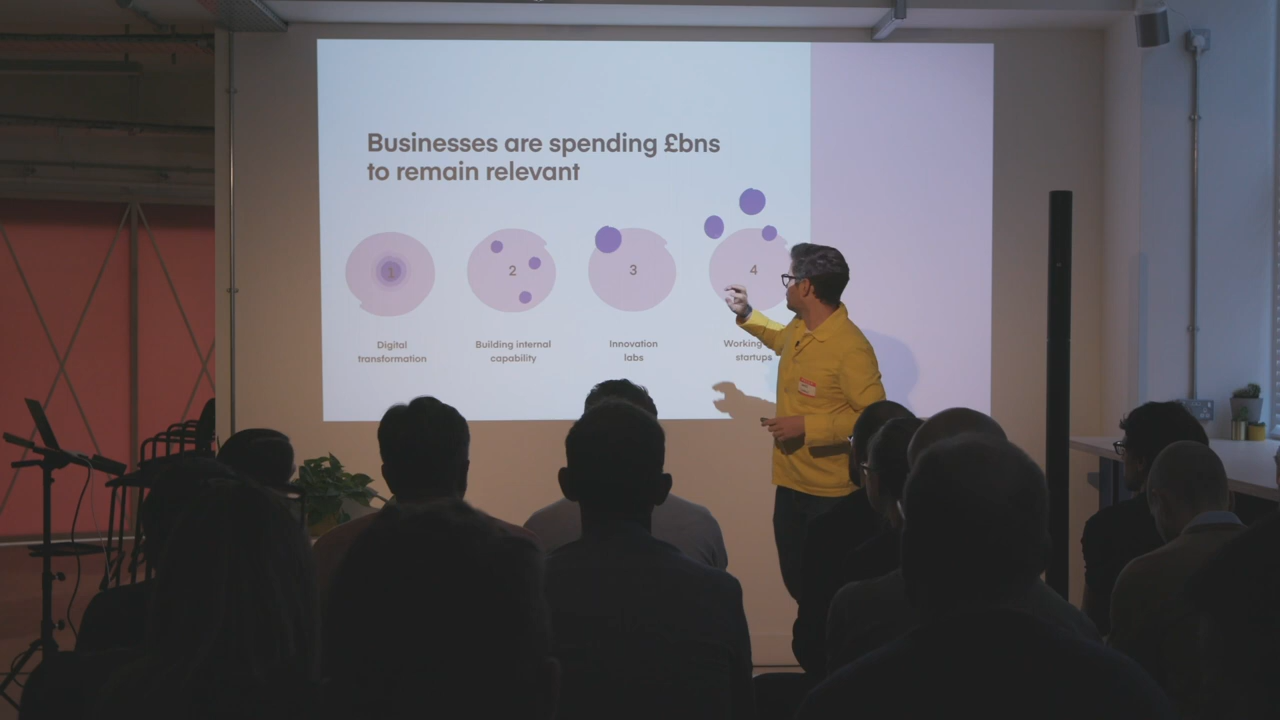 Businesses are spending £bns
to remain relevant
1
2
3
4
Digital
transformation
Building internal
capability
Innovation
labs
Working
startups